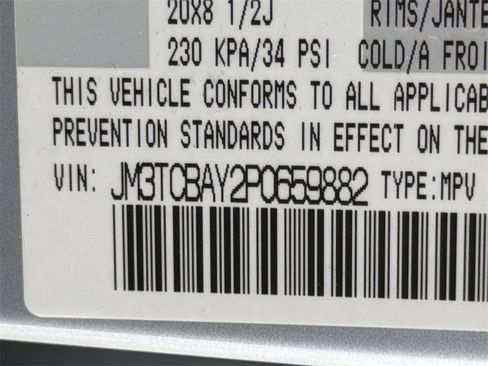 20X8 1/2J RIMS/JANTE
230 KPA/34 PSI COLD/A FROI
THIS VEHICLE CONFORMS TO ALL APPLICAB
PREVENTION STANDARDS IN EFFECT ON THE
VIN: JM3TCBAY2P0659882 TYPE:MPV